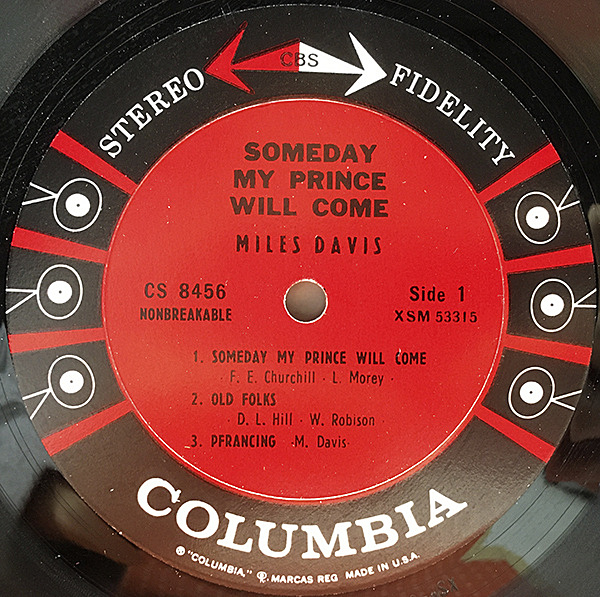 CBS
STEREO FIDELITY
SOMEDAY
MY PRINCE
WILL COME
MILES DAVIS
CS 8456
NONBREAKABLE
Side 1
XSM 53315
1. SOMEDAY MY PRINCE WILL COME
· F. E. Churchill · L. Morey ·
2. OLD FOLKS
· D. L. Hill · W. Robison ·
3. PFRANCING · M. Davis ·
COLUMBIA
® "COLUMBIA," MARCAS REG MADE IN U.S.A.